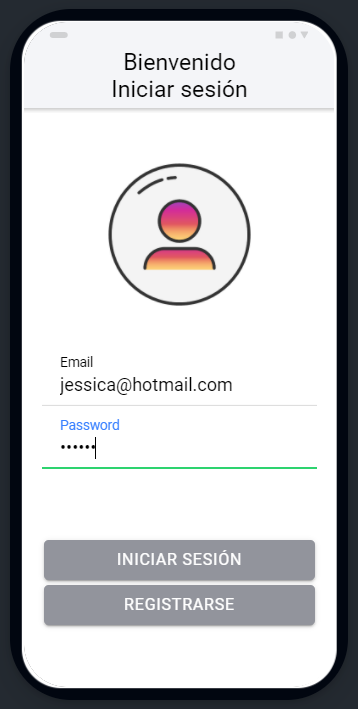 Bienvenido
Iniciar sesión
Email
jessica@hotmail.com
Password
••••••
INICIAR SESIÓN
REGISTRARSE